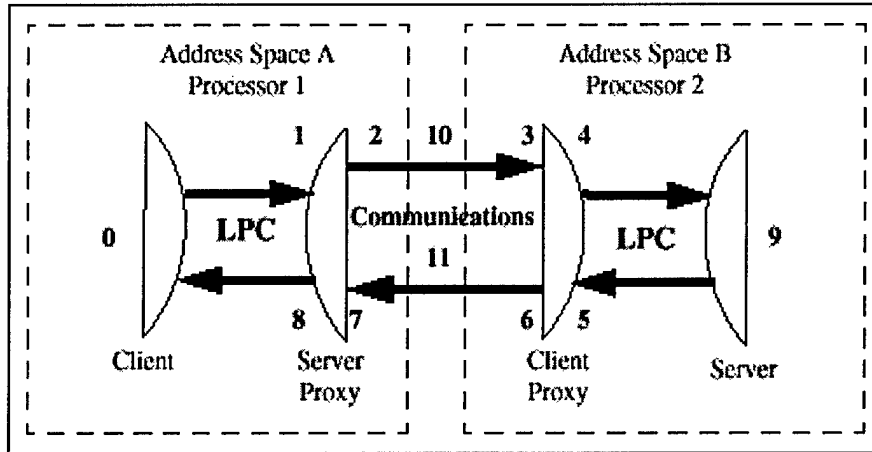 Address Space A
Processor 1
Address Space B
Processor 2
1
2
10
3
4
0
LPC
Communications
LPC
9
11
8
7
6
5
Client
Server
Proxy
Client
Proxy
Server